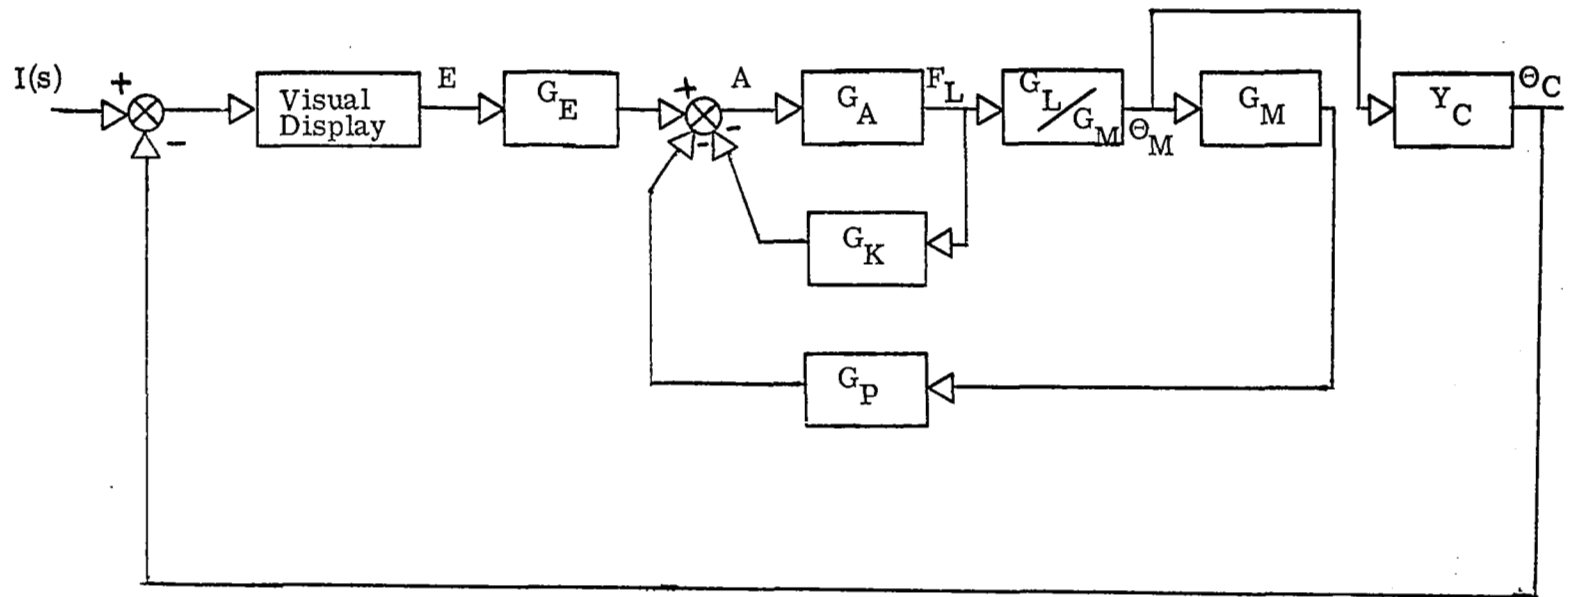 I(s)
+
-
Visual
Display
E
G_E
+
-
-
A
G_A
F_L
G_L/G_M
Θ_M
G_M
Y_C
Θ_C
G_K
G_P